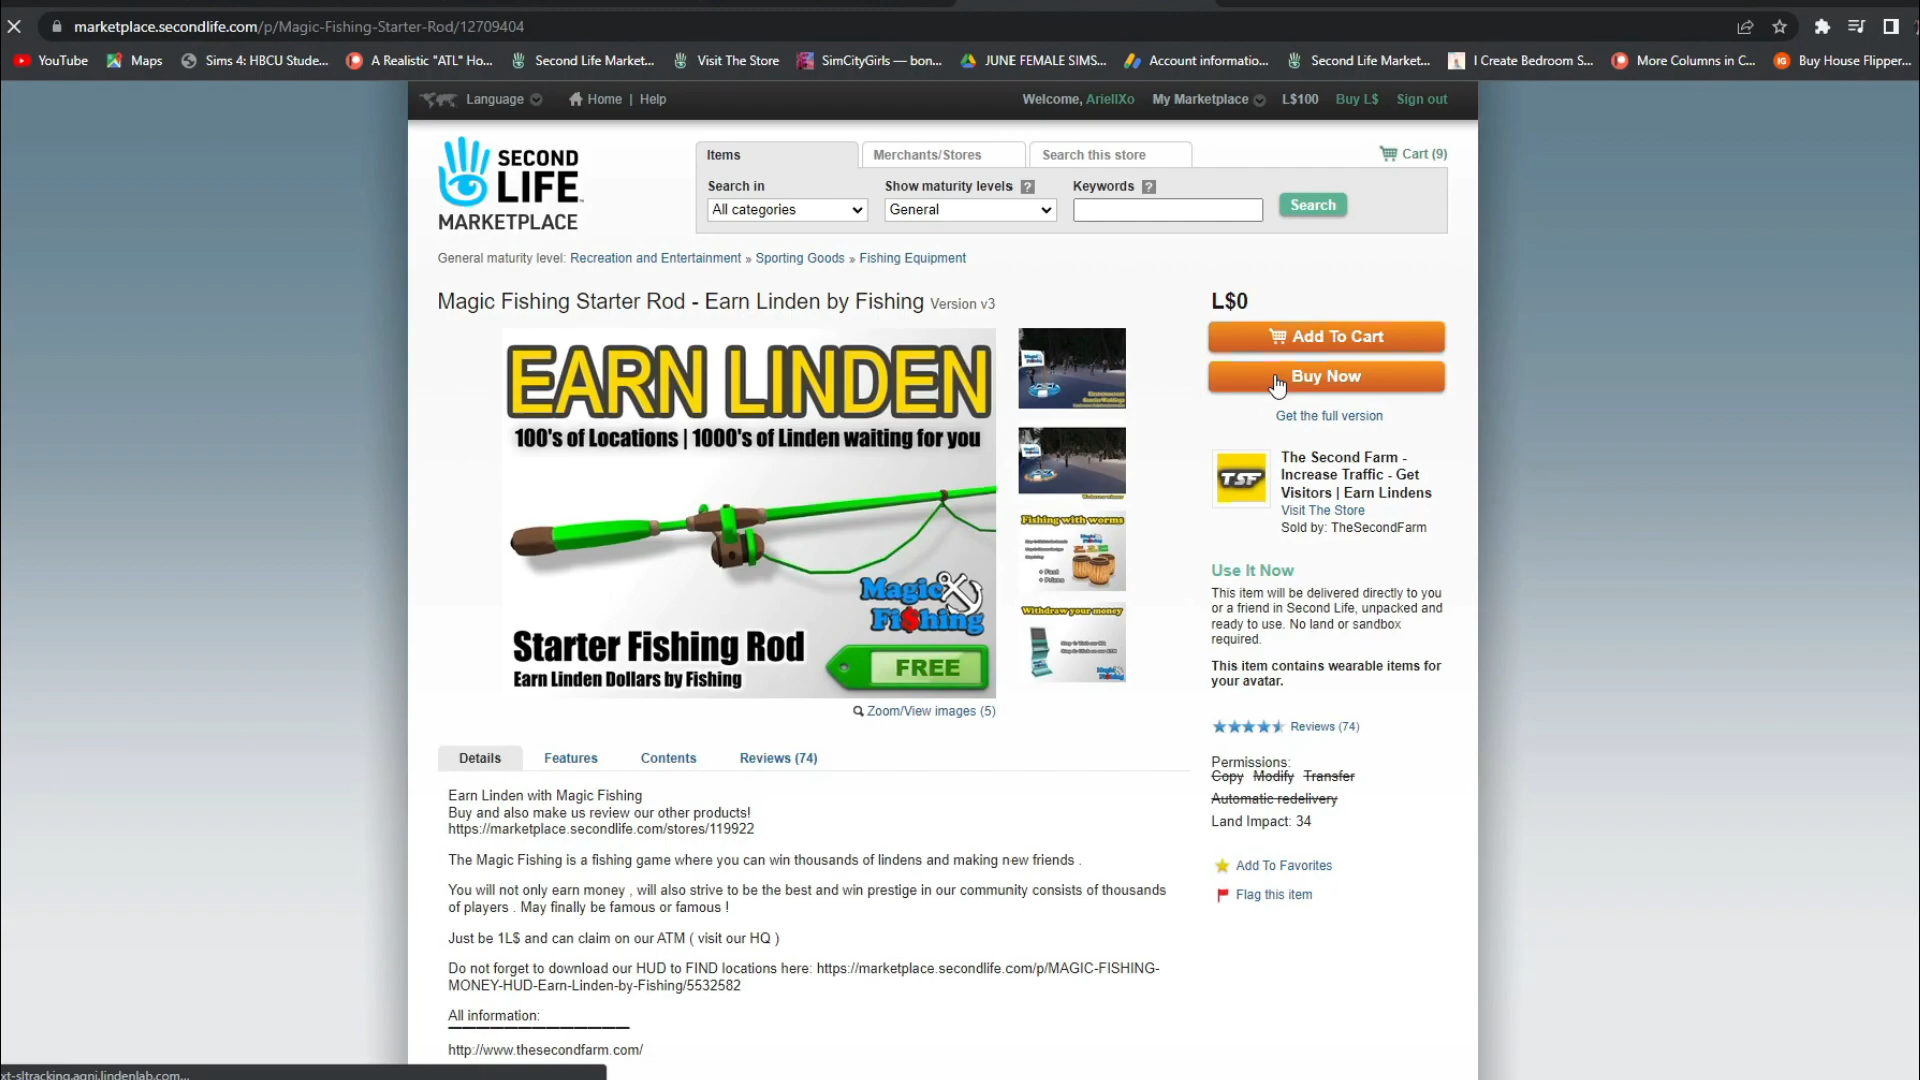 marketplace.secondlife.com/p/Magic-Fishing-Starter-Rod/12709404
YouTube
Maps
Sims 4: HBCU Stude...
A Realistic "ATL" Ho...
Second Life Market...
Visit The Store
SimCityGirls — bon...
JUNE FEMALE SIMS...
Account informatio...
Second Life Market...
I Create Bedroom S...
More Columns in C...
Buy House Flipper...
Language
Home | Help
Welcome, ArielIXo
My Marketplace
L$100
Buy L$
Sign out
SECOND
LIFE
MARKETPLACE
Items
Merchants/Stores
Search this store
Cart (9)
Search in
Show maturity levels ?
Keywords ?
All categories
General
Search
General maturity level: Recreation and Entertainment » Sporting Goods » Fishing Equipment
Magic Fishing Starter Rod - Earn Linden by Fishing Version v3
EARN LINDEN
100's of Locations | 1000's of Linden waiting for you
Magic
Fi$hing
Starter Fishing Rod
Earn Linden Dollars by Fishing
FREE
Fishing with worms
Withdraw your money
Zoom/View images (5)
L$0
Add To Cart
Buy Now
Get the full version
TSF
The Second Farm -
Increase Traffic - Get
Visitors | Earn Lindens
Visit The Store
Sold by: TheSecondFarm
Use It Now
This item will be delivered directly to you
or a friend in Second Life, unpacked and
ready to use. No land or sandbox
required.
This item contains wearable items for
your avatar.
Reviews (74)
Permissions:
Copy Modify Transfer
Automatic redelivery
Land Impact: 34
Add To Favorites
Flag this item
Details
Features
Contents
Reviews (74)
Earn Linden with Magic Fishing
Buy and also make us review our other products!
https://marketplace.secondlife.com/stores/119922
The Magic Fishing is a fishing game where you can win thousands of lindens and making new friends .
You will not only earn money , will also strive to be the best and win prestige in our community consists of thousands
of players . May finally be famous or famous !
Just be 1L$ and can claim on our ATM ( visit our HQ )
Do not forget to download our HUD to FIND locations here: https://marketplace.secondlife.com/p/MAGIC-FISHING-
MONEY-HUD-Earn-Linden-by-Fishing/5532582
All information:
http://www.thesecondfarm.com/
xt-sltracking.agni.lindenlab.com...